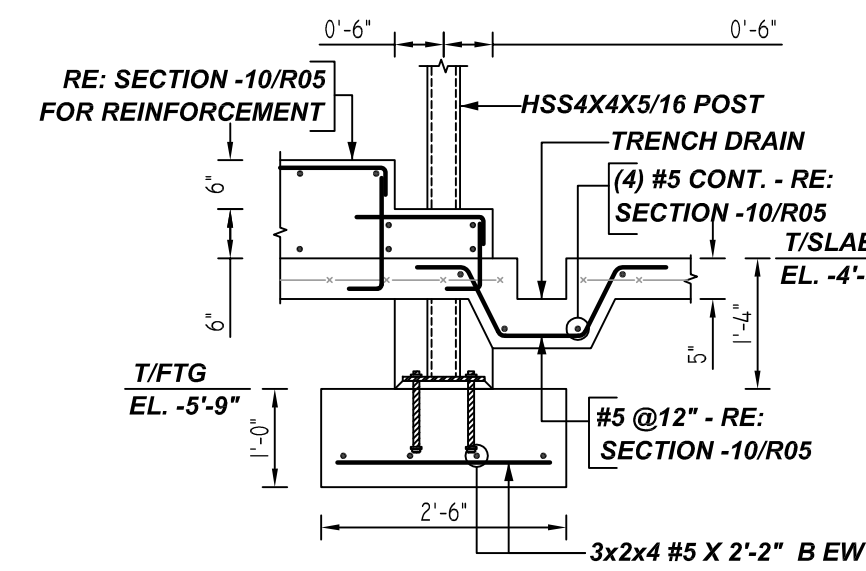 0'-6"
0'-6"
RE: SECTION -10/R05
FOR REINFORCEMENT
HSS4X4X5/16 POST
TRENCH DRAIN
(4) #5 CONT. - RE:
SECTION -10/R05
6"
6"
T/SLAB
EL. -4'-
5"
1'-4"
T/FTG
EL. -5'-9"
1'-0"
#5 @12" - RE:
SECTION -10/R05
2'-6"
3x2x4 #5 X 2'-2" B EW